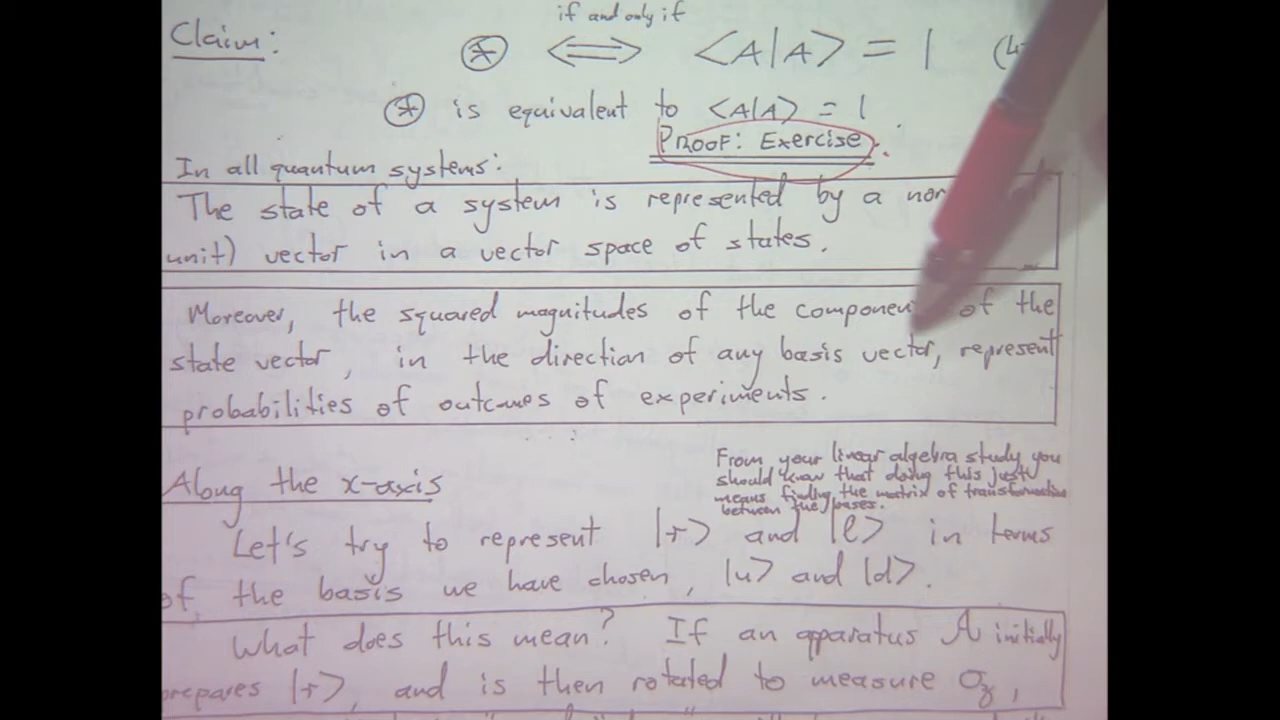 if and only if
Claim: ⊛ ⟺ <A|A> = 1 (4
⊛ is equivalent to <A|A> = 1.
PROOF: Exercise.
In all quantum systems:
The state of a system is represented by a nor
unit) vector in a vector space of states.
Moreover, the squared magnitudes of the component of the
state vector, in the direction of any basis vector, represent
probabilities of outcomes of experiments.
From your linear algebra study you
should know that doing this just
means finding the matrix of transformation
between the bases.
Along the x-axis
Let's try to represent |r> and |l> in terms
of the basis we have chosen, |u> and |d>.
What does this mean? If an apparatus A initially
prepares |r>, and is then rotated to measure σz,